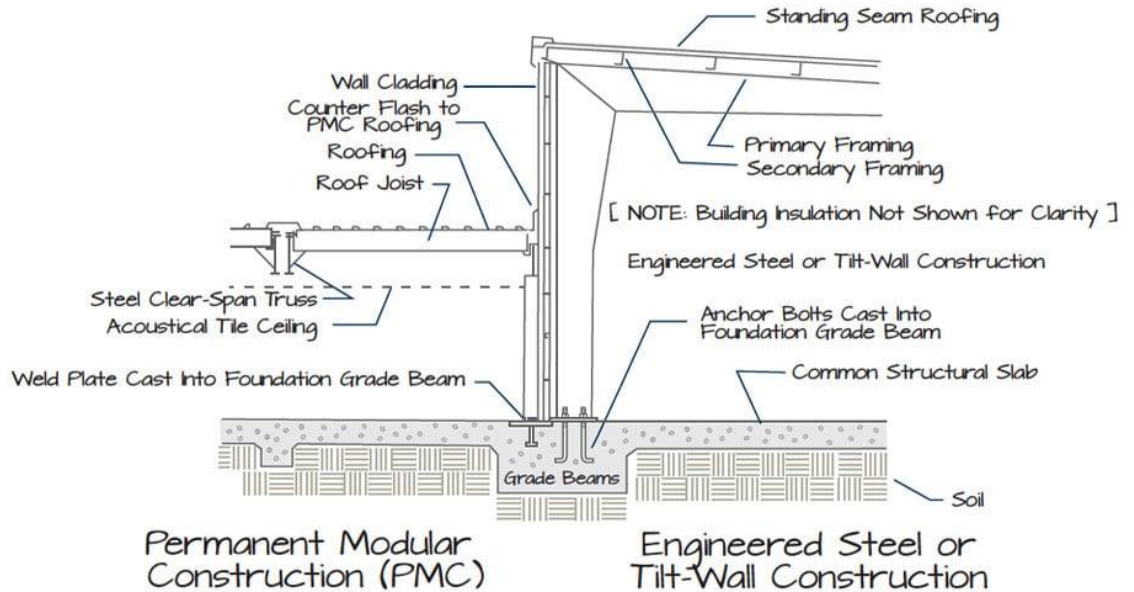 Standing Seam Roofing
Wall Cladding
Counter Flash to
PMC Roofing
Roofing
Roof Joist
Primary Framing
Secondary Framing
[ NOTE: Building Insulation Not Shown for Clarity ]
Engineered Steel or Tilt-Wall Construction
Steel Clear-Span Truss
Acoustical Tile Ceiling
Anchor Bolts Cast Into
Foundation Grade Beam
Weld Plate Cast Into Foundation Grade Beam
Common Structural Slab
Grade Beams
Soil
Permanent Modular
Construction (PMC)
Engineered Steel or
Tilt-Wall Construction